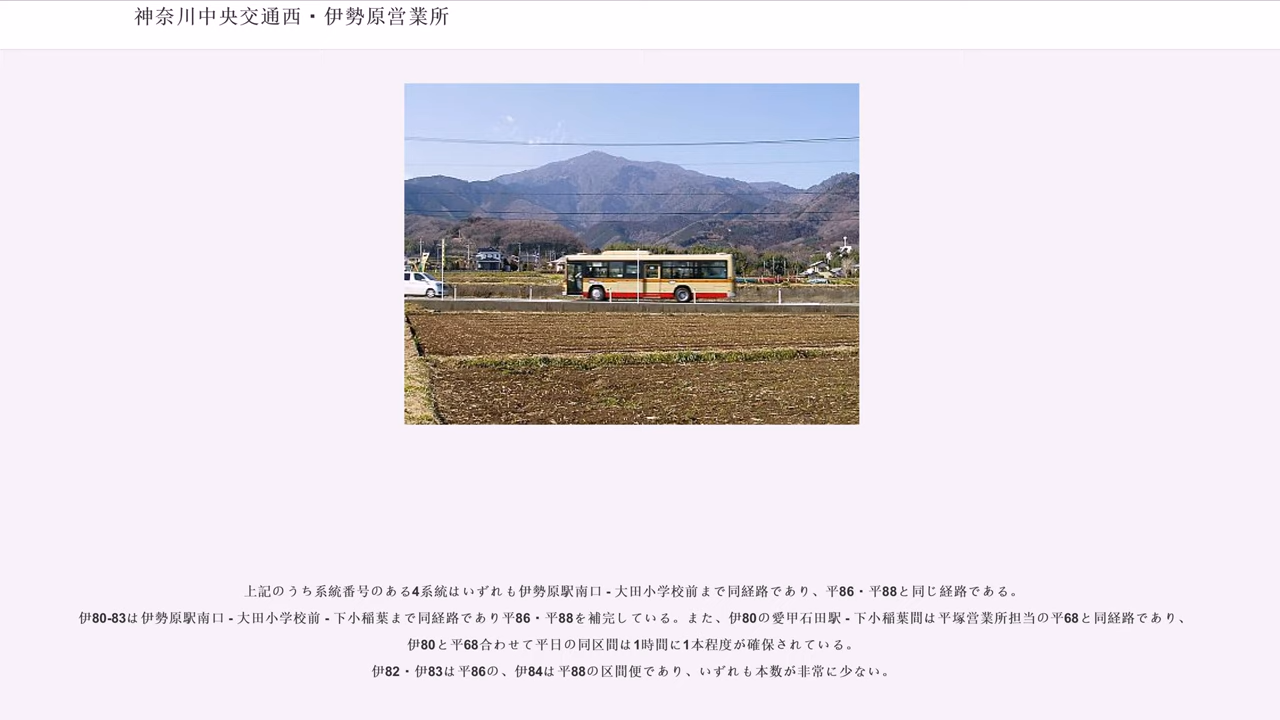 神奈川中央交通西・伊勢原営業所
上記のうち系統番号のある4系統はいずれも伊勢原駅南口 - 大田小学校前まで同経路であり、平86・平88と同じ経路である。
伊80-83は伊勢原駅南口 - 大田小学校前 - 下小稲葉まで同経路であり平86・平88を補完している。また、伊80の愛甲石田駅 - 下小稲葉間は平塚営業所担当の平68と同経路であり、
伊80と平68合わせて平日の同区間は1時間に1本程度が確保されている。
伊82・伊83は平86の、伊84は平88の区間便であり、いずれも本数が非常に少ない。